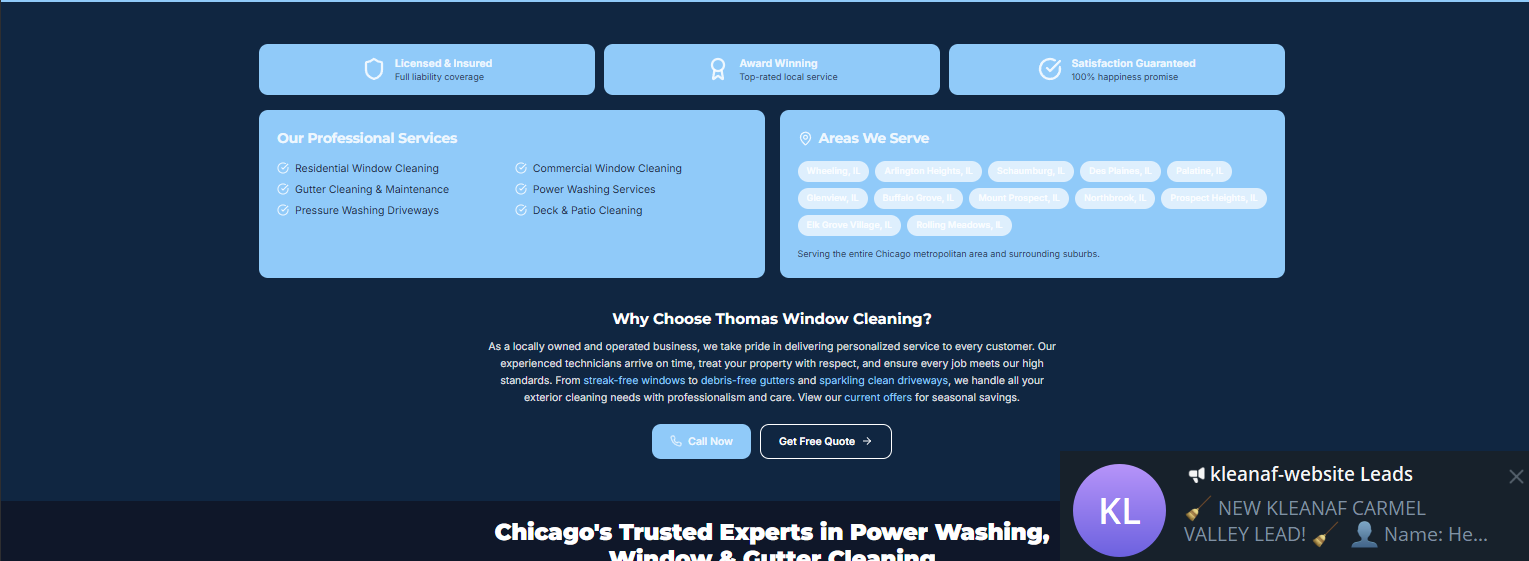 Licensed & Insured
Full liability coverage
Award Winning
Top-rated local service
Satisfaction Guaranteed
100% happiness promise
Our Professional Services
Residential Window Cleaning
Commercial Window Cleaning
Gutter Cleaning & Maintenance
Power Washing Services
Pressure Washing Driveways
Deck & Patio Cleaning
Areas We Serve
Wheeling, IL Arlington Heights, IL Schaumburg, IL Des Plaines, IL Palatine, IL
Glenview, IL Buffalo Grove, IL Mount Prospect, IL Northbrook, IL Prospect Heights, IL
Elk Grove Village, IL Rolling Meadows, IL
Serving the entire Chicago metropolitan area and surrounding suburbs.
Why Choose Thomas Window Cleaning?
As a locally owned and operated business, we take pride in delivering personalized service to every customer. Our
experienced technicians arrive on time, treat your property with respect, and ensure every job meets our high
standards. From streak-free windows to debris-free gutters and sparkling clean driveways, we handle all your
exterior cleaning needs with professionalism and care. View our current offers for seasonal savings.
Call Now
Get Free Quote →
Chicago's Trusted Experts in Power Washing,
Window & Gutter Cleaning
KL
kleanaf-website Leads
🧹 NEW KLEANAF CARMEL
VALLEY LEAD! 🧹 👤 Name: He...